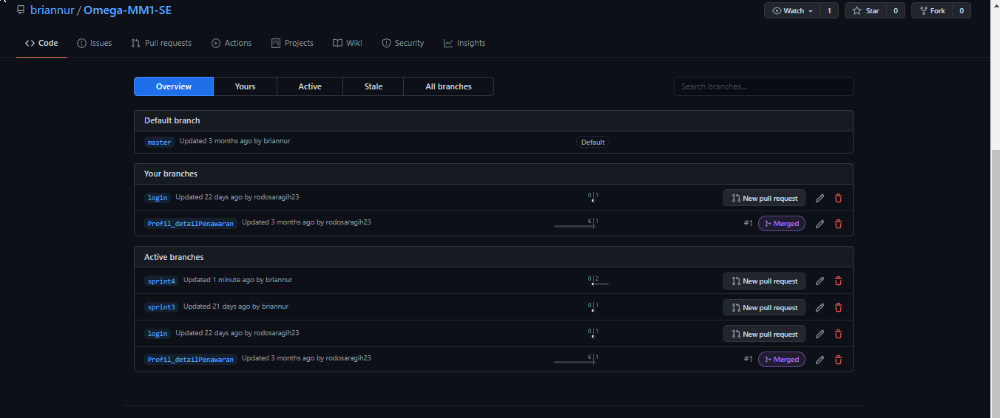 briannur / Omega-MM1-SE Watch 1 Star 0 Fork 0
Code Issues Pull requests Actions Projects Wiki Security Insights
Overview Yours Active Stale All branches Search branches...
Default branch
master Updated 3 months ago by briannur Default
Your branches
login Updated 22 days ago by rodosaragih23 0 1 New pull request
Profil_detailPenawaran Updated 3 months ago by rodosaragih23 6 1 #1 Merged
Active branches
sprint4 Updated 1 minute ago by briannur 0 2 New pull request
sprint3 Updated 21 days ago by briannur 0 1 New pull request
login Updated 22 days ago by rodosaragih23 0 1 New pull request
Profil_detailPenawaran Updated 3 months ago by rodosaragih23 6 1 #1 Merged